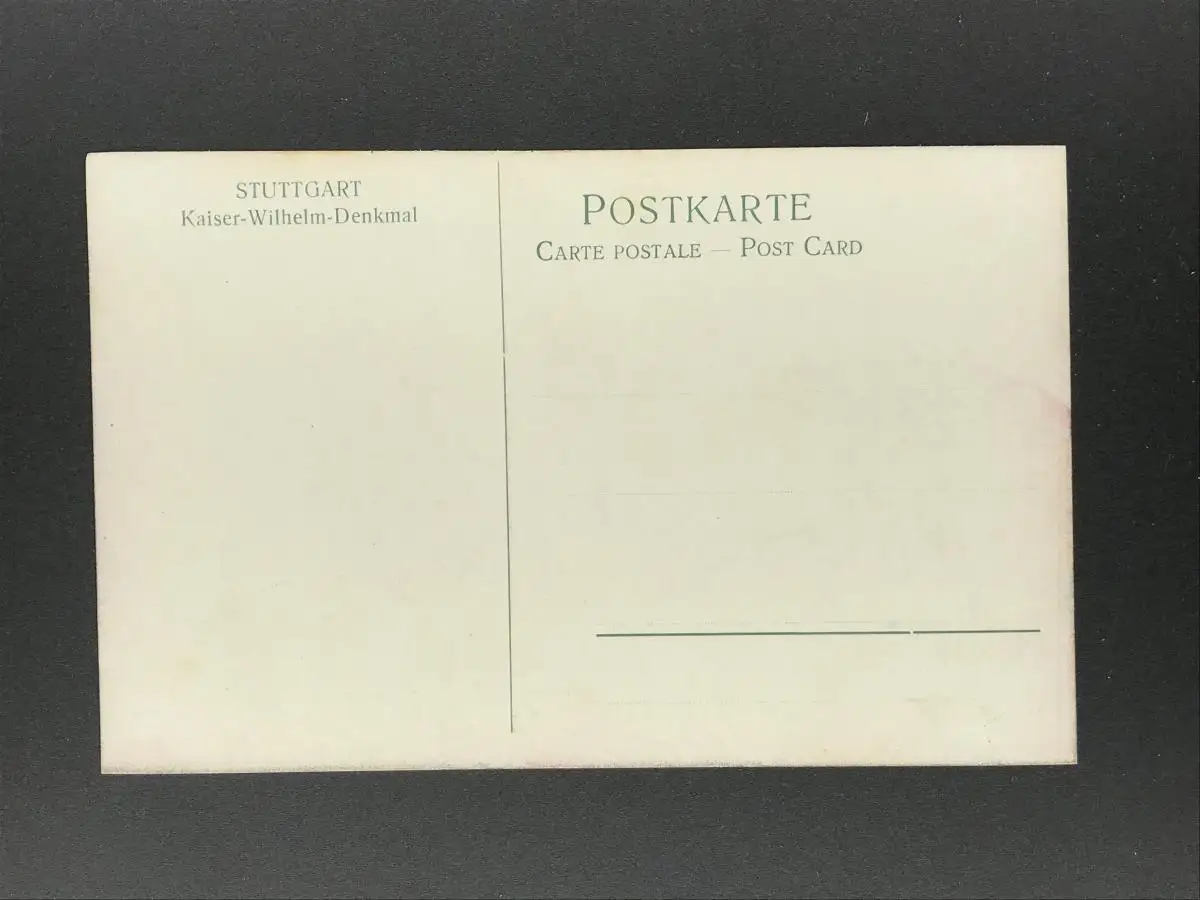 STUTTGART
Kaiser-Wilhelm-Denkmal
POSTKARTE
CARTE POSTALE — POST CARD